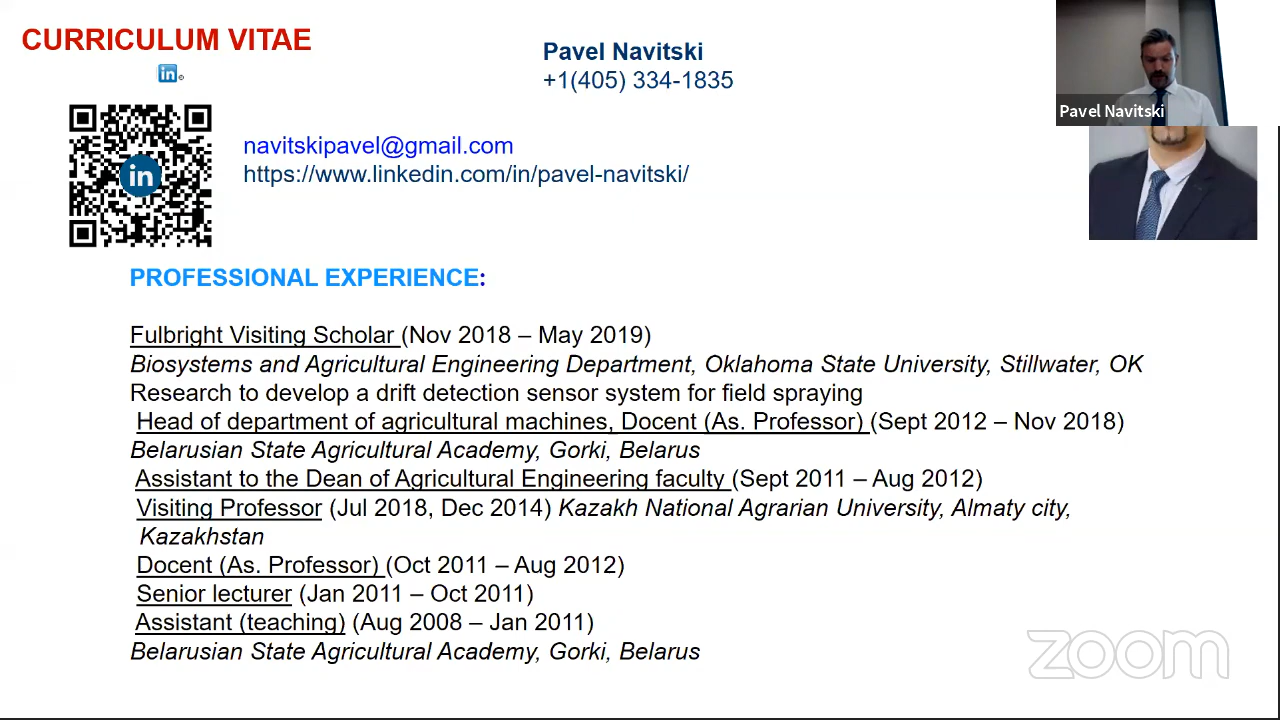 CURRICULUM VITAE
in
Pavel Navitski
+1(405) 334-1835
Pavel Navitski
in
navitskipavel@gmail.com
https://www.linkedin.com/in/pavel-navitski/
PROFESSIONAL EXPERIENCE:
Fulbright Visiting Scholar (Nov 2018 – May 2019)
Biosystems and Agricultural Engineering Department, Oklahoma State University, Stillwater, OK
Research to develop a drift detection sensor system for field spraying
Head of department of agricultural machines, Docent (As. Professor) (Sept 2012 – Nov 2018)
Belarusian State Agricultural Academy, Gorki, Belarus
Assistant to the Dean of Agricultural Engineering faculty (Sept 2011 – Aug 2012)
Visiting Professor (Jul 2018, Dec 2014) Kazakh National Agrarian University, Almaty city,
Kazakhstan
Docent (As. Professor) (Oct 2011 – Aug 2012)
Senior lecturer (Jan 2011 – Oct 2011)
Assistant (teaching) (Aug 2008 – Jan 2011)
Belarusian State Agricultural Academy, Gorki, Belarus
zoom